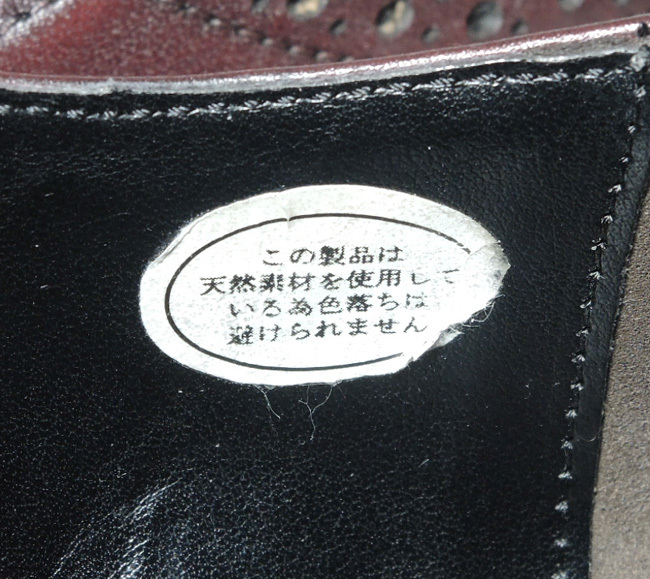 この製品は
天然素材を使用して
いる為色落ちは
避けられません